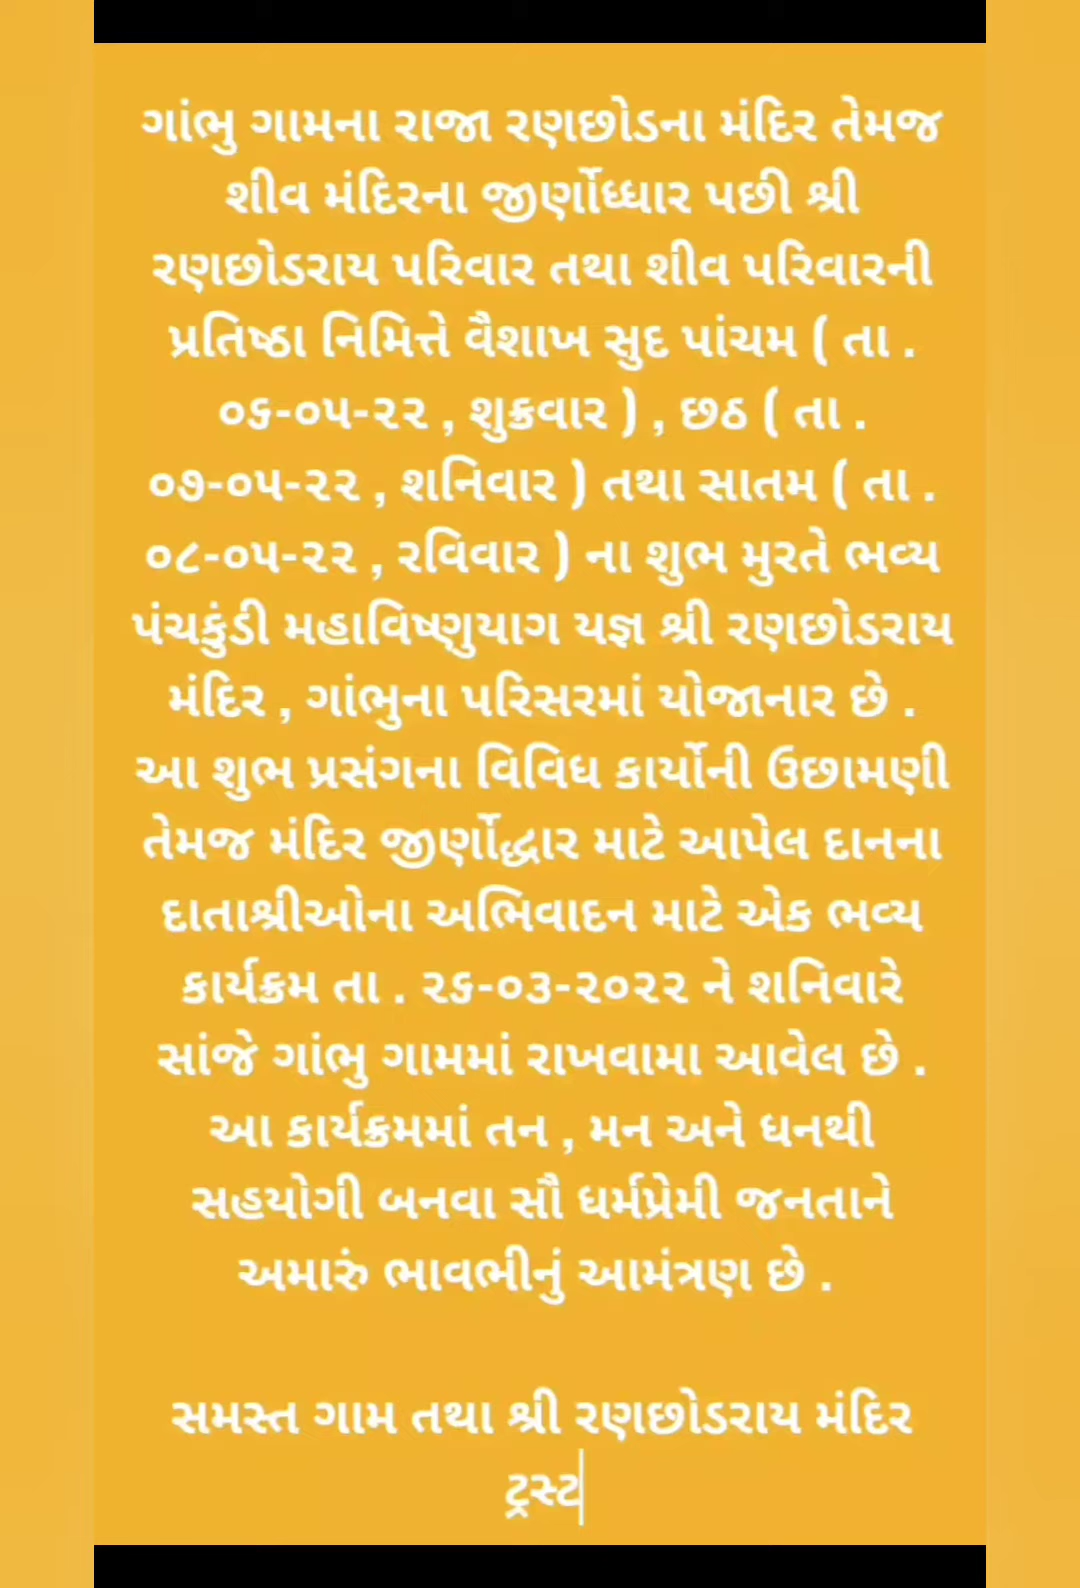 ગાંભુ ગામના રાજા રણછોડના મંદિર તેમજ
શીવ મંદિરના જીર્ણોધ્ધાર પછી શ્રી
રણછોડરાય પરિવાર તથા શીવ પરિવારની
પ્રતિષ્ઠા નિમિત્તે વૈશાખ સુદ પાંચમ ( તા .
૦૬-૦૫-૨૨ , શુક્રવાર ) , છઠ ( તા .
૦૭-૦૫-૨૨ , શનિવાર ) તથા સાતમ ( તા .
૦૮-૦૫-૨૨ , રવિવાર ) ના શુભ મુરતે ભવ્ય
પંચકુંડી મહાવિષ્ણુયાગ યજ્ઞ શ્રી રણછોડરાય
મંદિર , ગાંભુના પરિસરમાં યોજાનાર છે .
આ શુભ પ્રસંગના વિવિધ કાર્યોની ઉછામણી
તેમજ મંદિર જીર્ણોદ્ધાર માટે આપેલ દાનના
દાતાશ્રીઓના અભિવાદન માટે એક ભવ્ય
કાર્યક્રમ તા . ૨૬-૦૩-૨૦૨૨ ને શનિવારે
સાંજે ગાંભુ ગામમાં રાખવામા આવેલ છે .
આ કાર્યક્રમમાં તન , મન અને ધનથી
સહયોગી બનવા સૌ ધર્મપ્રેમી જનતાને
અમારું ભાવભીનું આમંત્રણ છે .
સમસ્ત ગામ તથા શ્રી રણછોડરાય મંદિર
ટ્રસ્ટ